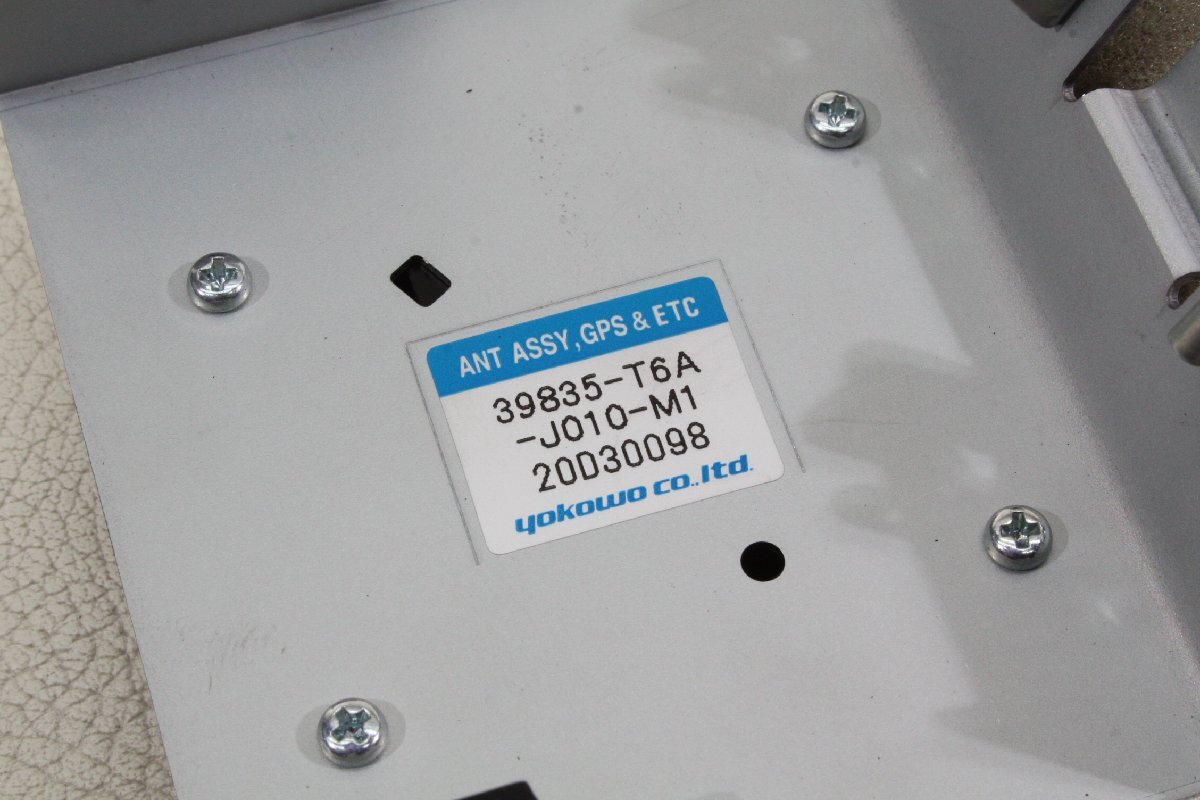 ANT ASSY,GPS & ETC
39835-T6A
-J010-M1
20D30098
yokowo co.,ltd.